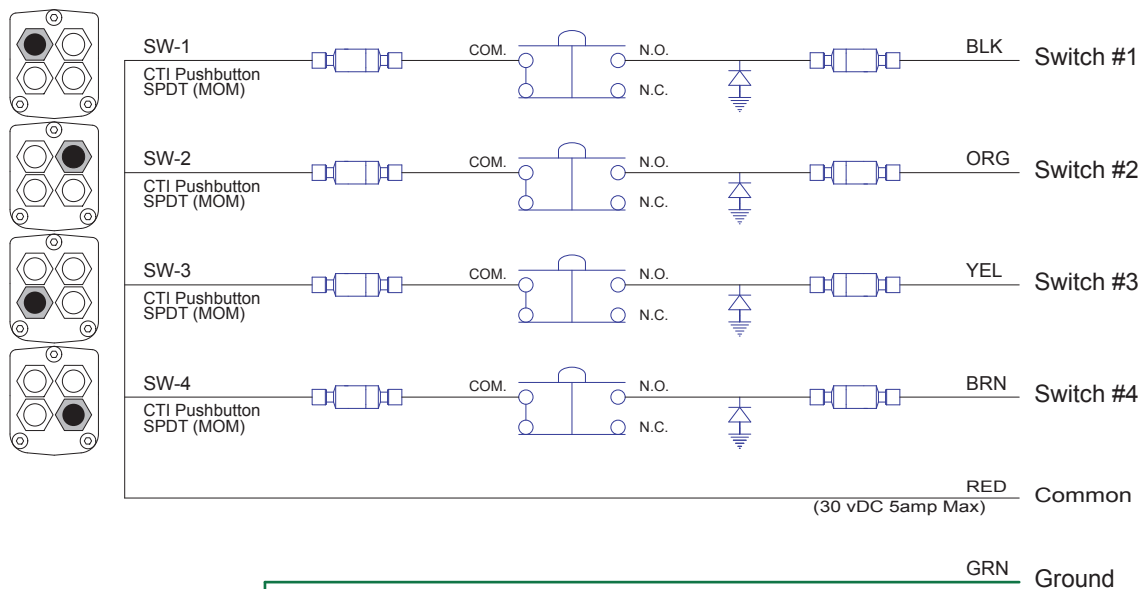 SW-1 COM. N.O. BLK Switch #1
CTI Pushbutton
SPDT (MOM) N.C.
SW-2 COM. N.O. ORG Switch #2
CTI Pushbutton
SPDT (MOM) N.C.
SW-3 COM. N.O. YEL Switch #3
CTI Pushbutton
SPDT (MOM) N.C.
SW-4 COM. N.O. BRN Switch #4
CTI Pushbutton
SPDT (MOM) N.C.
RED Common
(30 vDC 5amp Max)
GRN Ground